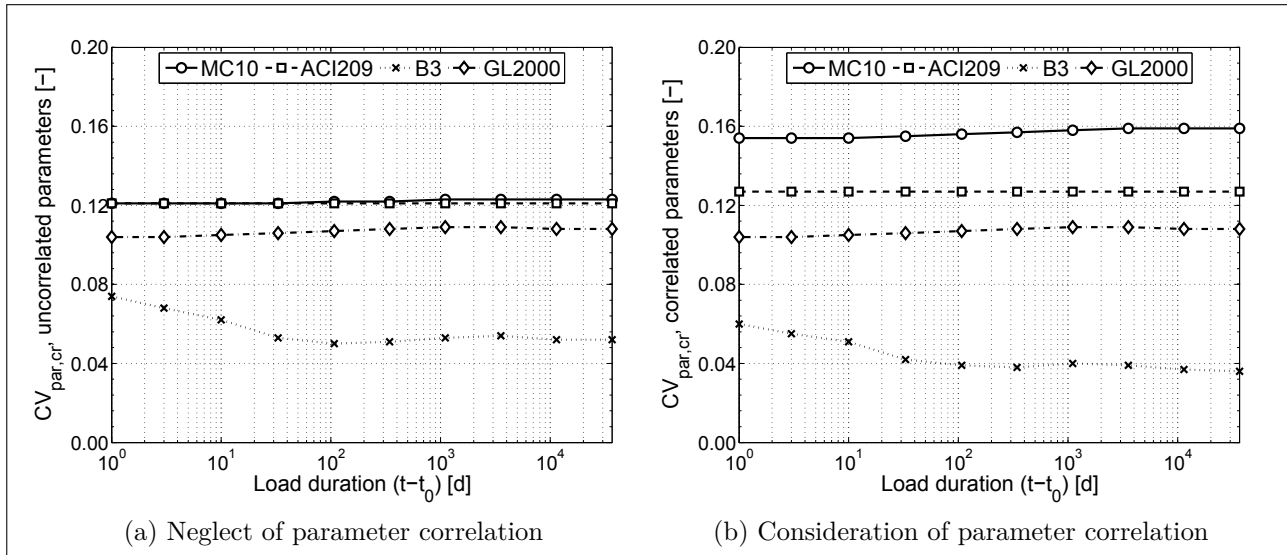 0.20
0.16
0.12
0.08
0.04
0.00
CV_par,cr, uncorrelated parameters [−]
MC10 ACI209 B3 GL2000
10^0 10^1 10^2 10^3 10^4
Load duration (t−t_0) [d]
(a) Neglect of parameter correlation
0.20
0.16
0.12
0.08
0.04
0.00
CV_par,cr, correlated parameters [−]
MC10 ACI209 B3 GL2000
10^0 10^1 10^2 10^3 10^4
Load duration (t−t_0) [d]
(b) Consideration of parameter correlation